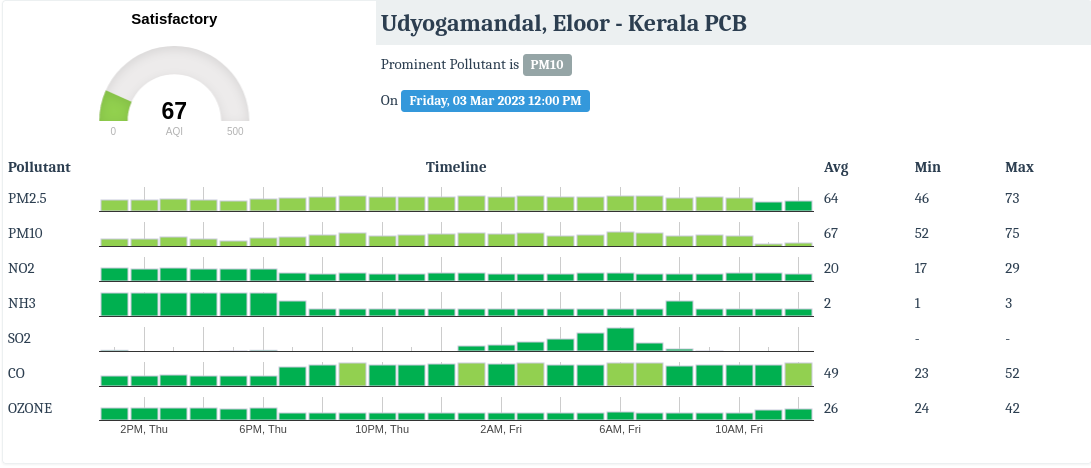 Satisfactory
67
0 AQI 500
Udyogamandal, Eloor - Kerala PCB
Prominent Pollutant is PM10
On Friday, 03 Mar 2023 12:00 PM
Pollutant Timeline Avg Min Max
PM2.5 64 46 73
PM10 67 52 75
NO2 20 17 29
NH3 2 1 3
SO2 - -
CO 49 23 52
OZONE 26 24 42
2PM, Thu 6PM, Thu 10PM, Thu 2AM, Fri 6AM, Fri 10AM, Fri